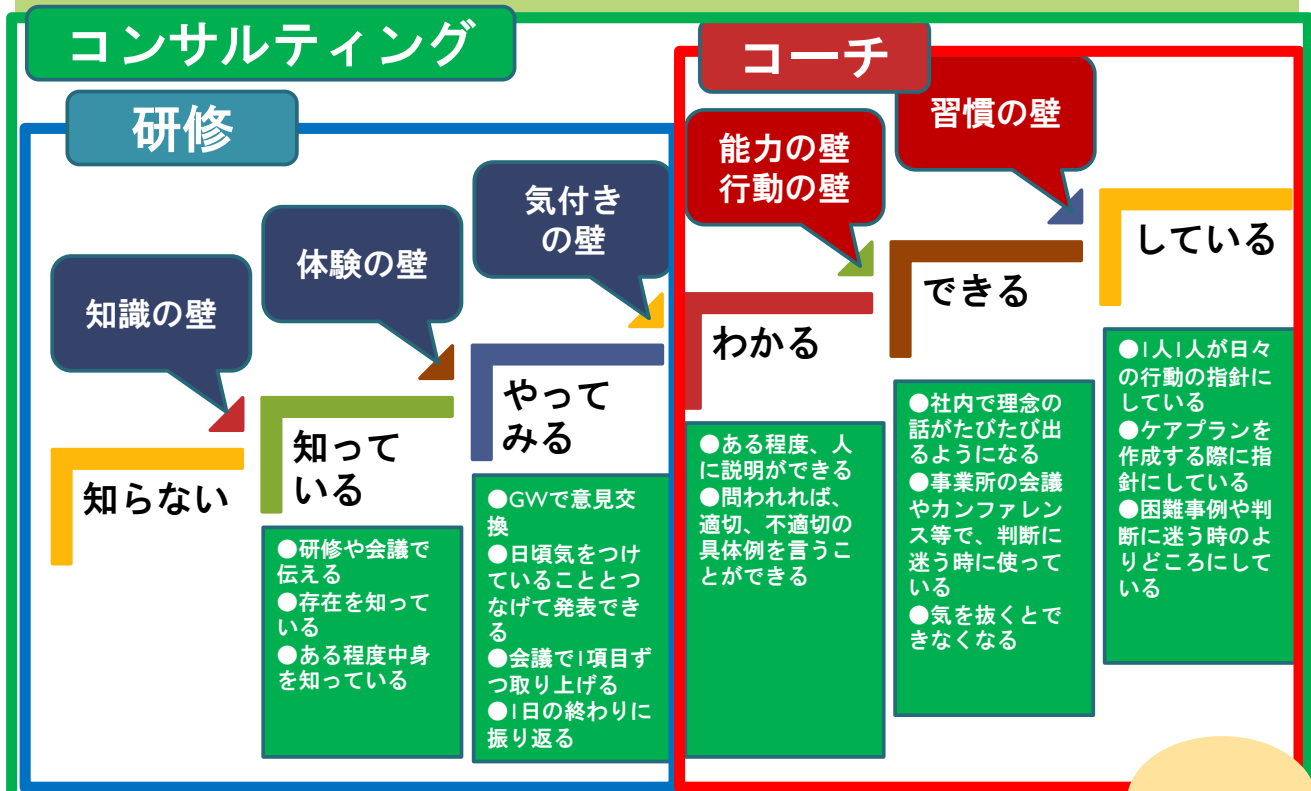 コンサルティング
研修
コーチ
知識の壁
体験の壁
気付き
の壁
能力の壁
行動の壁
習慣の壁
知らない
知って
いる
●研修や会議で
伝える
●存在を知って
いる
●ある程度中身
を知っている
やって
みる
●GWで意見交
換
●日頃気をつけ
ていることとつ
なげて発表でき
る
●会議で1項目ず
つ取り上げる
●1日の終わりに
振り返る
わかる
●ある程度、人
に説明ができる
●問われれば、
適切、不適切の
具体例を言うこ
とができる
できる
●社内で理念の
話がたびたび出
るようになる
●事業所の会議
やカンファレン
ス等で、判断に
迷う時に使って
いる
●気を抜くとで
きなくなる
している
●1人1人が日々
の行動の指針に
している
●ケアプランを
作成する際に指
針にしている
●困難事例や判
断に迷う時のよ
りどころにして
いる